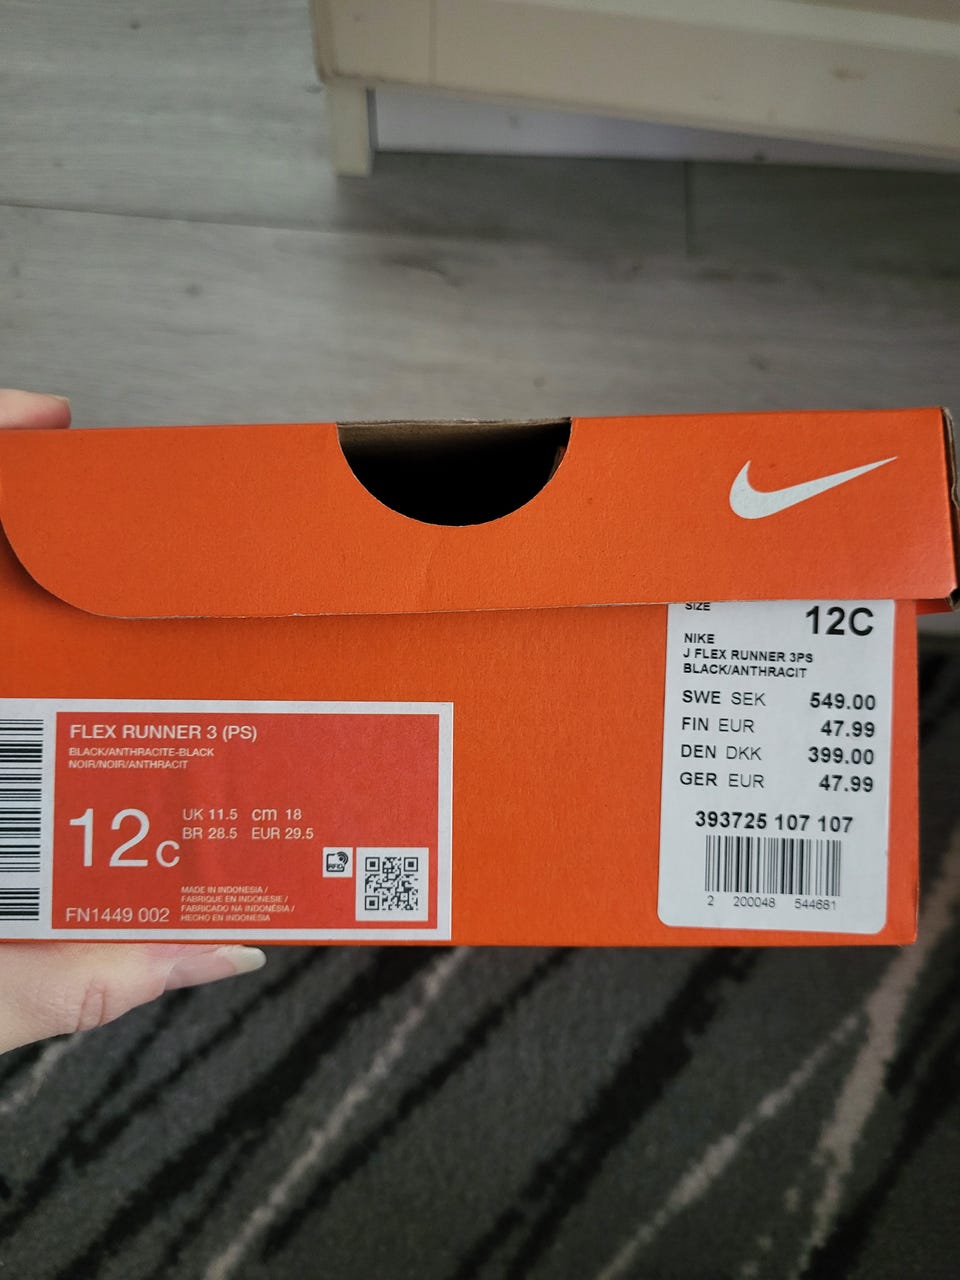 SIZE 12C
NIKE
J FLEX RUNNER 3PS
BLACK/ANTHRACIT
SWE SEK 549.00
FIN EUR 47.99
DEN DKK 399.00
GER EUR 47.99
393725 107 107
2 200048 544681
FLEX RUNNER 3 (PS)
BLACK/ANTHRACITE-BLACK
NOIR/NOIR/ANTHRACIT
12C
UK 11.5 cm 18
BR 28.5 EUR 29.5
RFID
FN1449 002
MADE IN INDONESIA /
FABRIQUE EN INDONESIE /
FABRICADO NA INDONÉSIA /
HECHO EN INDONESIA